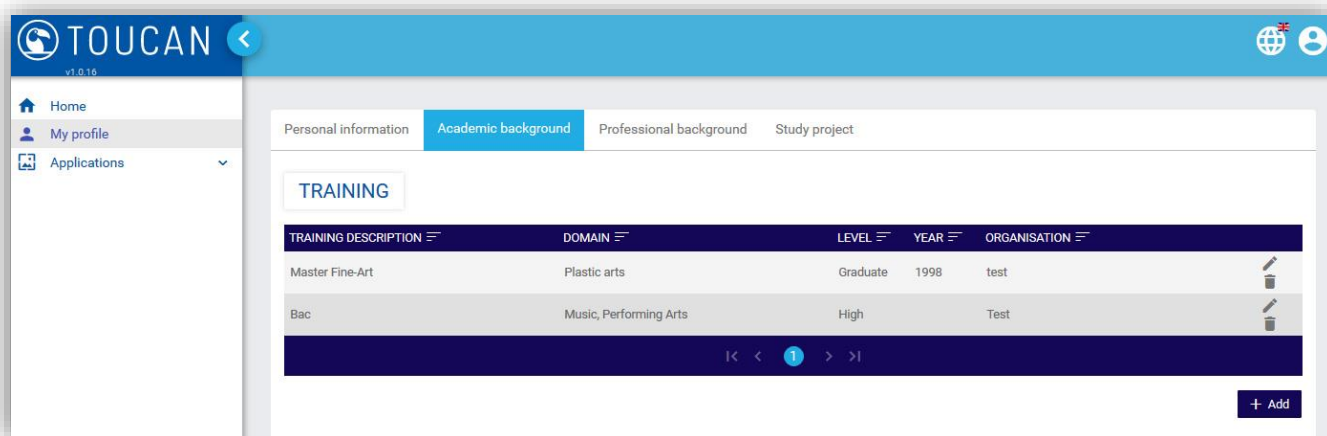 TOUCAN
v1.0.16
Home
My profile
Applications
Personal information Academic background Professional background Study project
TRAINING
TRAINING DESCRIPTION DOMAIN LEVEL YEAR ORGANISATION
Master Fine-Art Plastic arts Graduate 1998 test
Bac Music, Performing Arts High Test
1
+ Add